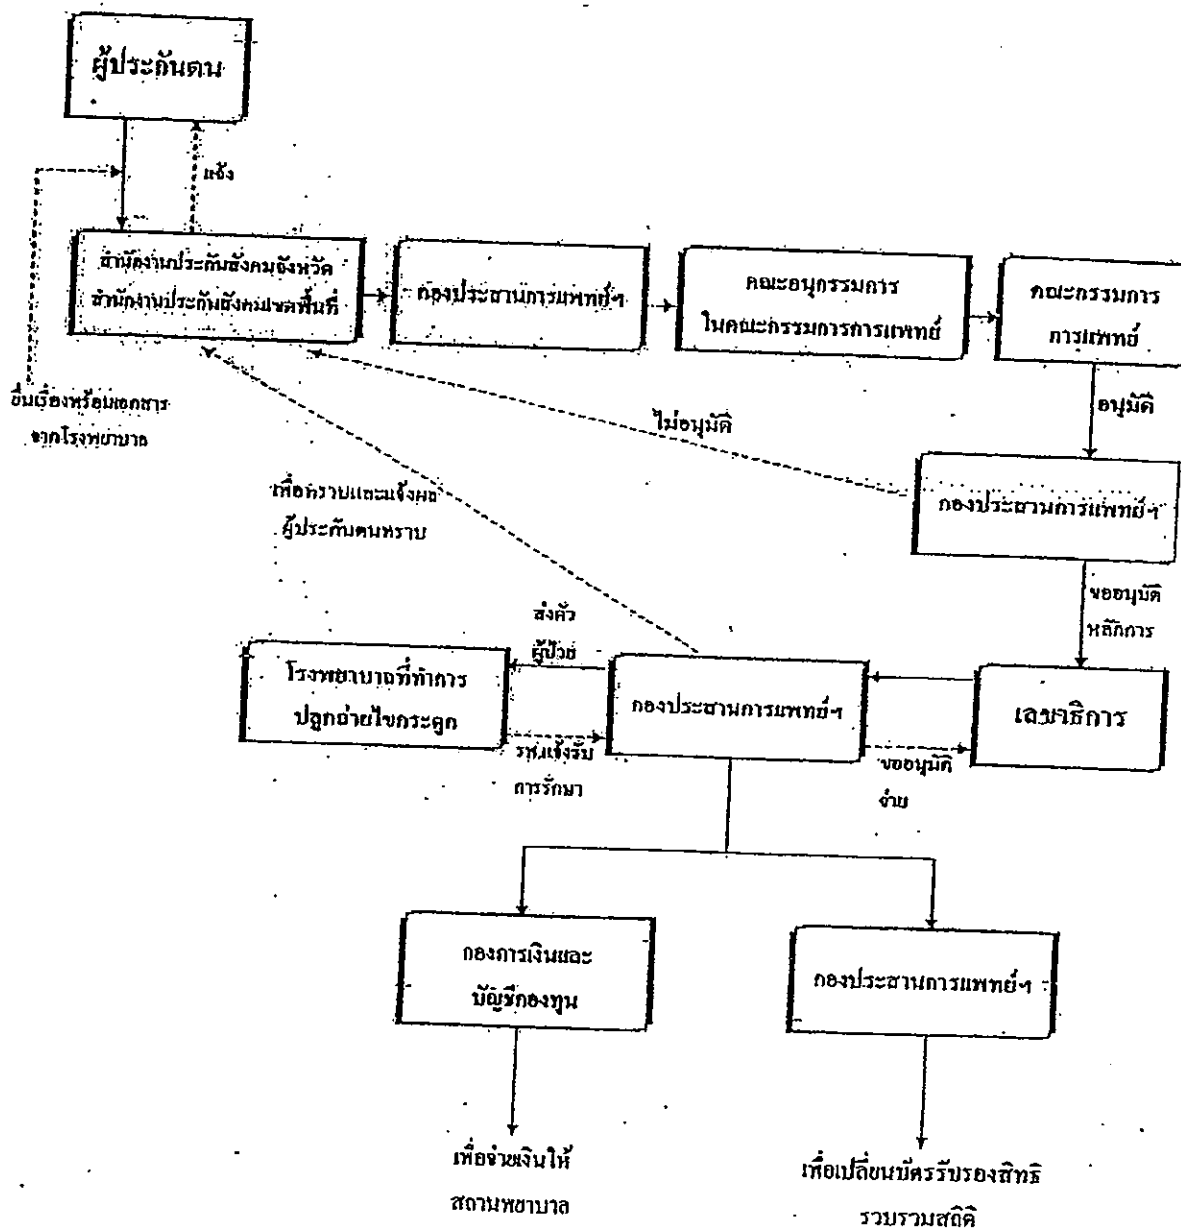 ผู้ประกันตน
แจ้ง
สำนักงานประกันสังคมจังหวัด
สำนักงานประกันสังคมเขตพื้นที่
กองประสานการแพทย์ฯ
คณะอนุกรรมการ
ในคณะกรรมการการแพทย์
คณะกรรมการ
การแพทย์
ยื่นเรื่องพร้อมเอกสาร
จากโรงพยาบาล
อนุมัติ
ไม่อนุมัติ
กองประสานการแพทย์ฯ
เพื่อทราบและแจ้งผล
ผู้ประกันตนทราบ
ขออนุมัติ
หลักการ
ส่งตัว
ผู้ป่วย
โรงพยาบาลที่ทำการ
ปลูกถ่ายไขกระดูก
กองประสานการแพทย์ฯ
เลขาธิการ
รพ.แจ้งรับ
การรักษา
ขออนุมัติ
จ่าย
กองการเงินและ
บัญชีกองทุน
กองประสานการแพทย์ฯ
เพื่อจ่ายเงินให้
สถานพยาบาล
เพื่อเปลี่ยนบัตรรับรองสิทธิ
รวบรวมสถิติ